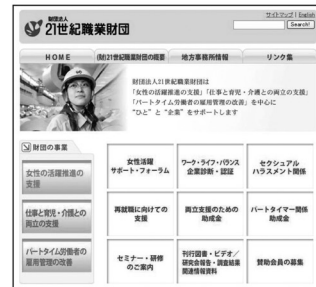 サイトマップ | English
Search!
財団法人
21世紀職業財団
HOME
(財)21世紀職業財団の概要
地方事務所情報
リンク集
財団法人21世紀職業財団は
「女性の活躍推進の支援」「仕事と育児・介護との両立の支援」
「パートタイム労働者の雇用管理の改善」を中心に
“ひと”と“企業”をサポートします
財団の事業
女性の活躍推進の
支援
仕事と育児・介護との
両立の支援
パートタイム労働者の
雇用管理の改善
女性活躍
サポート・フォーラム
ワーク・ライフ・バランス
企業診断・認証
セクシュアル
ハラスメント関係
再就職に向けての
支援
両立支援のための
助成金
パートタイマー関係
助成金
セミナー・研修
のご案内
刊行図書・ビデオ/
研究会報告・調査結果
関連情報資料
賛助会員の募集